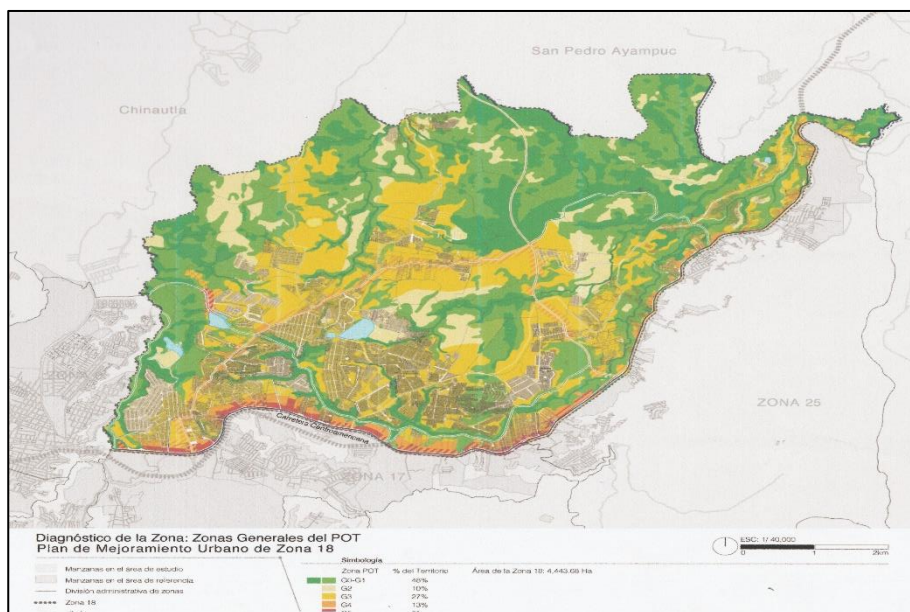 San Pedro Ayampuc
Chinautla
ZONA 25
Carretera Centroamericana
ZONA 17
Diagnóstico de la Zona: Zonas Generales del POT
Plan de Mejoramiento Urbano de Zona 18
ESC: 1/ 40,000
0 1 2km
Simbología
Manzanas en el área de estudio
Manzanas en el área de referencia
División administrativa de zonas
Zona 18
Zona POT % del Territorio Área de la Zona 18: 4,443.68 Ha
G0-G1 48%
G2 10%
G3 27%
G4 13%